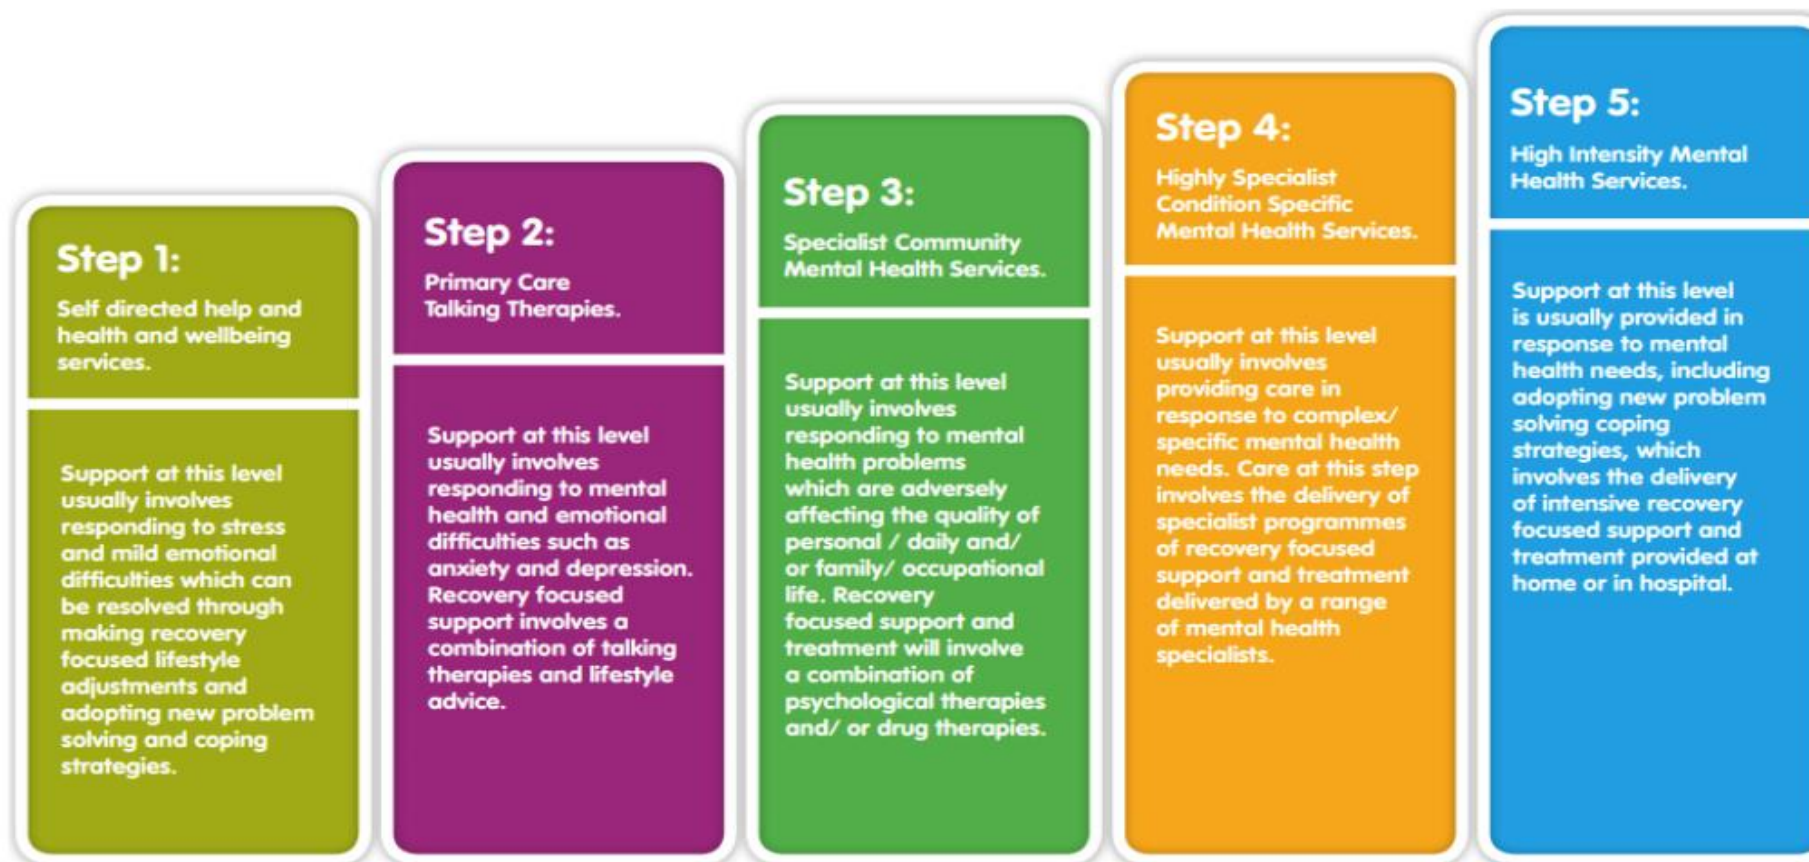 Step 1:
Self directed help and
health and wellbeing
services.
Support at this level
usually involves
responding to stress
and mild emotional
difficulties which can
be resolved through
making recovery
focused lifestyle
adjustments and
adopting new problem
solving and coping
strategies.
Step 2:
Primary Care
Talking Therapies.
Support at this level
usually involves
responding to mental
health and emotional
difficulties such as
anxiety and depression.
Recovery focused
support involves a
combination of talking
therapies and lifestyle
advice.
Step 3:
Specialist Community
Mental Health Services.
Support at this level
usually involves
responding to mental
health problems
which are adversely
affecting the quality of
personal / daily and/
or family/ occupational
life. Recovery
focused support and
treatment will involve
a combination of
psychological therapies
and/ or drug therapies.
Step 4:
Highly Specialist
Condition Specific
Mental Health Services.
Support at this level
usually involves
providing care in
response to complex/
specific mental health
needs. Care at this step
involves the delivery of
specialist programmes
of recovery focused
support and treatment
delivered by a range
of mental health
specialists.
Step 5:
High Intensity Mental
Health Services.
Support at this level
is usually provided in
response to mental
health needs, including
adopting new problem
solving coping
strategies, which
involves the delivery
of intensive recovery
focused support and
treatment provided at
home or in hospital.